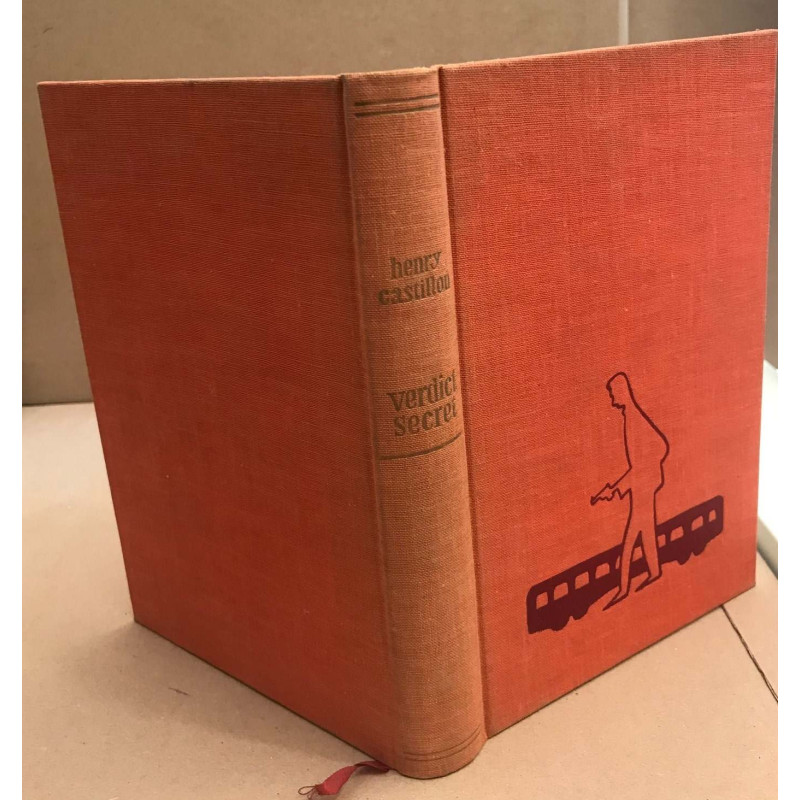 henry
castillou
verdict
secret